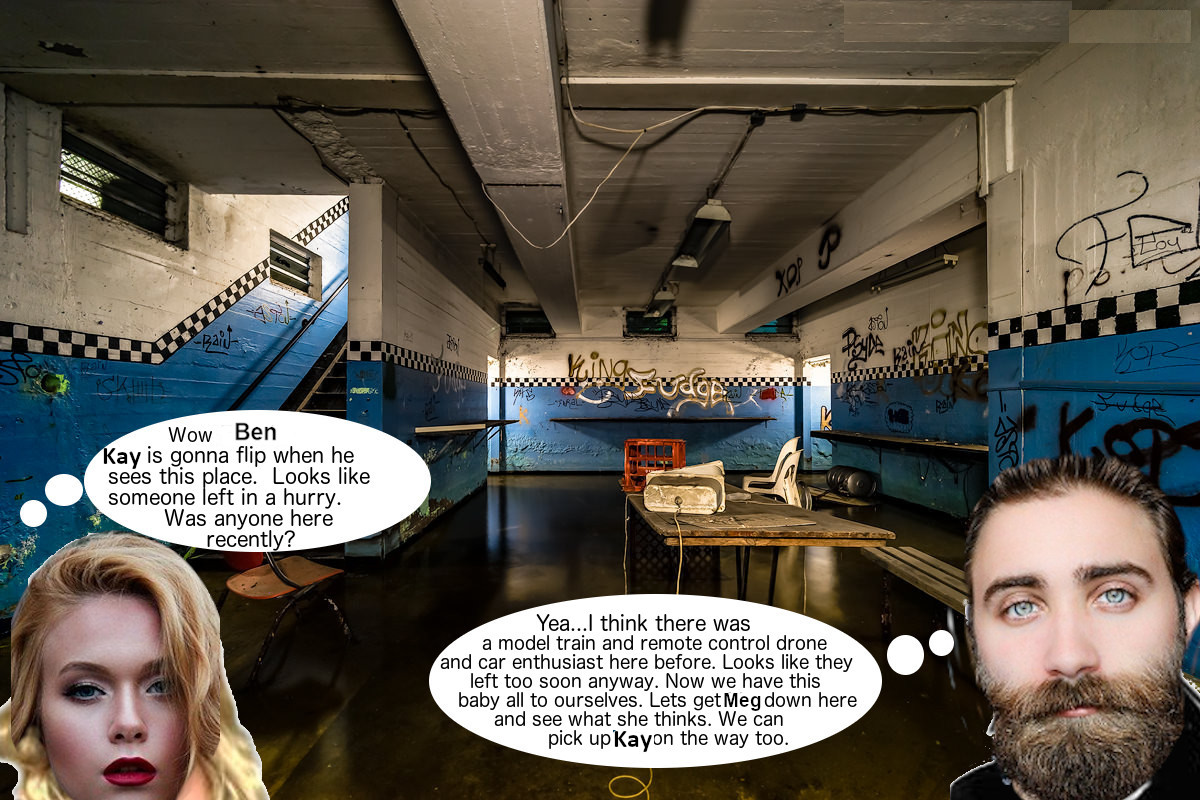 Wow Ben
Kay is gonna flip when he
sees this place. Looks like
someone left in a hurry.
Was anyone here
recently?
Yea...I think there was
a model train and remote control drone
and car enthusiast here before. Looks like they
left too soon anyway. Now we have this
baby all to ourselves. Lets get Meg down here
and see what she thinks. We can
pick up Kay on the way too.
KiNG
FUDGE